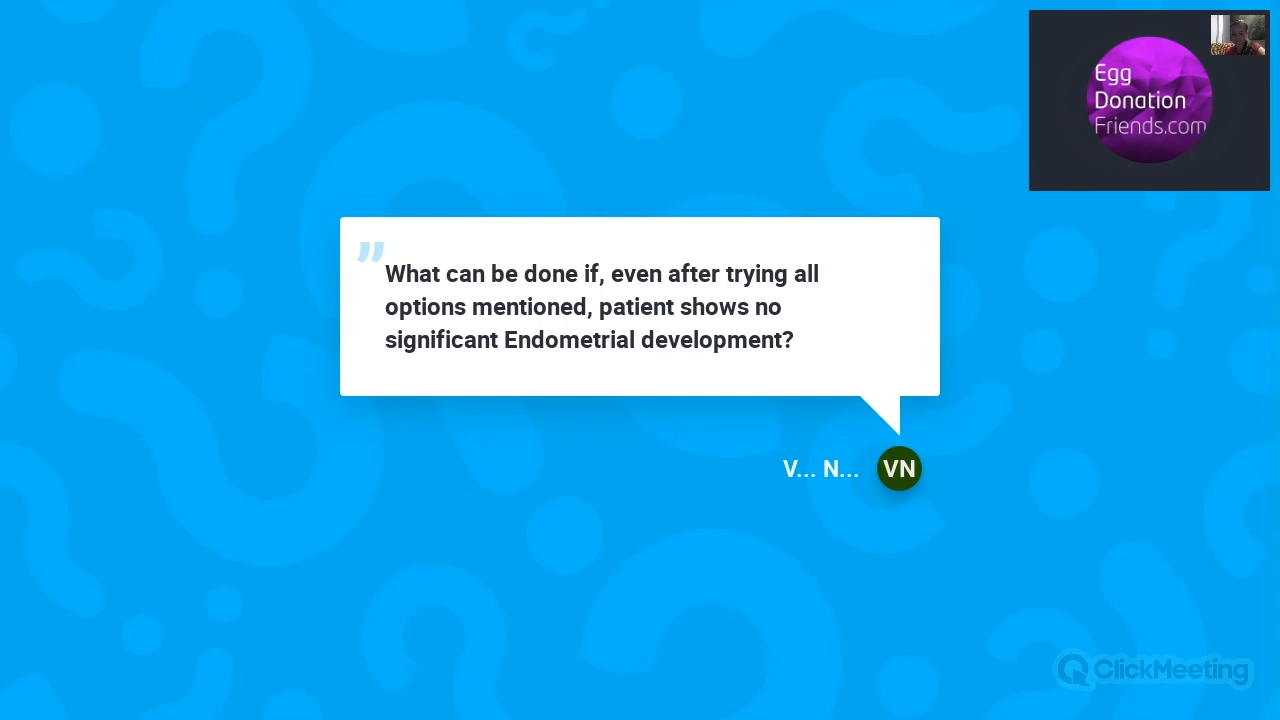 Egg
Donation
Friends.com
”
What can be done if, even after trying all
options mentioned, patient shows no
significant Endometrial development?
V... N... VN
ClickMeeting